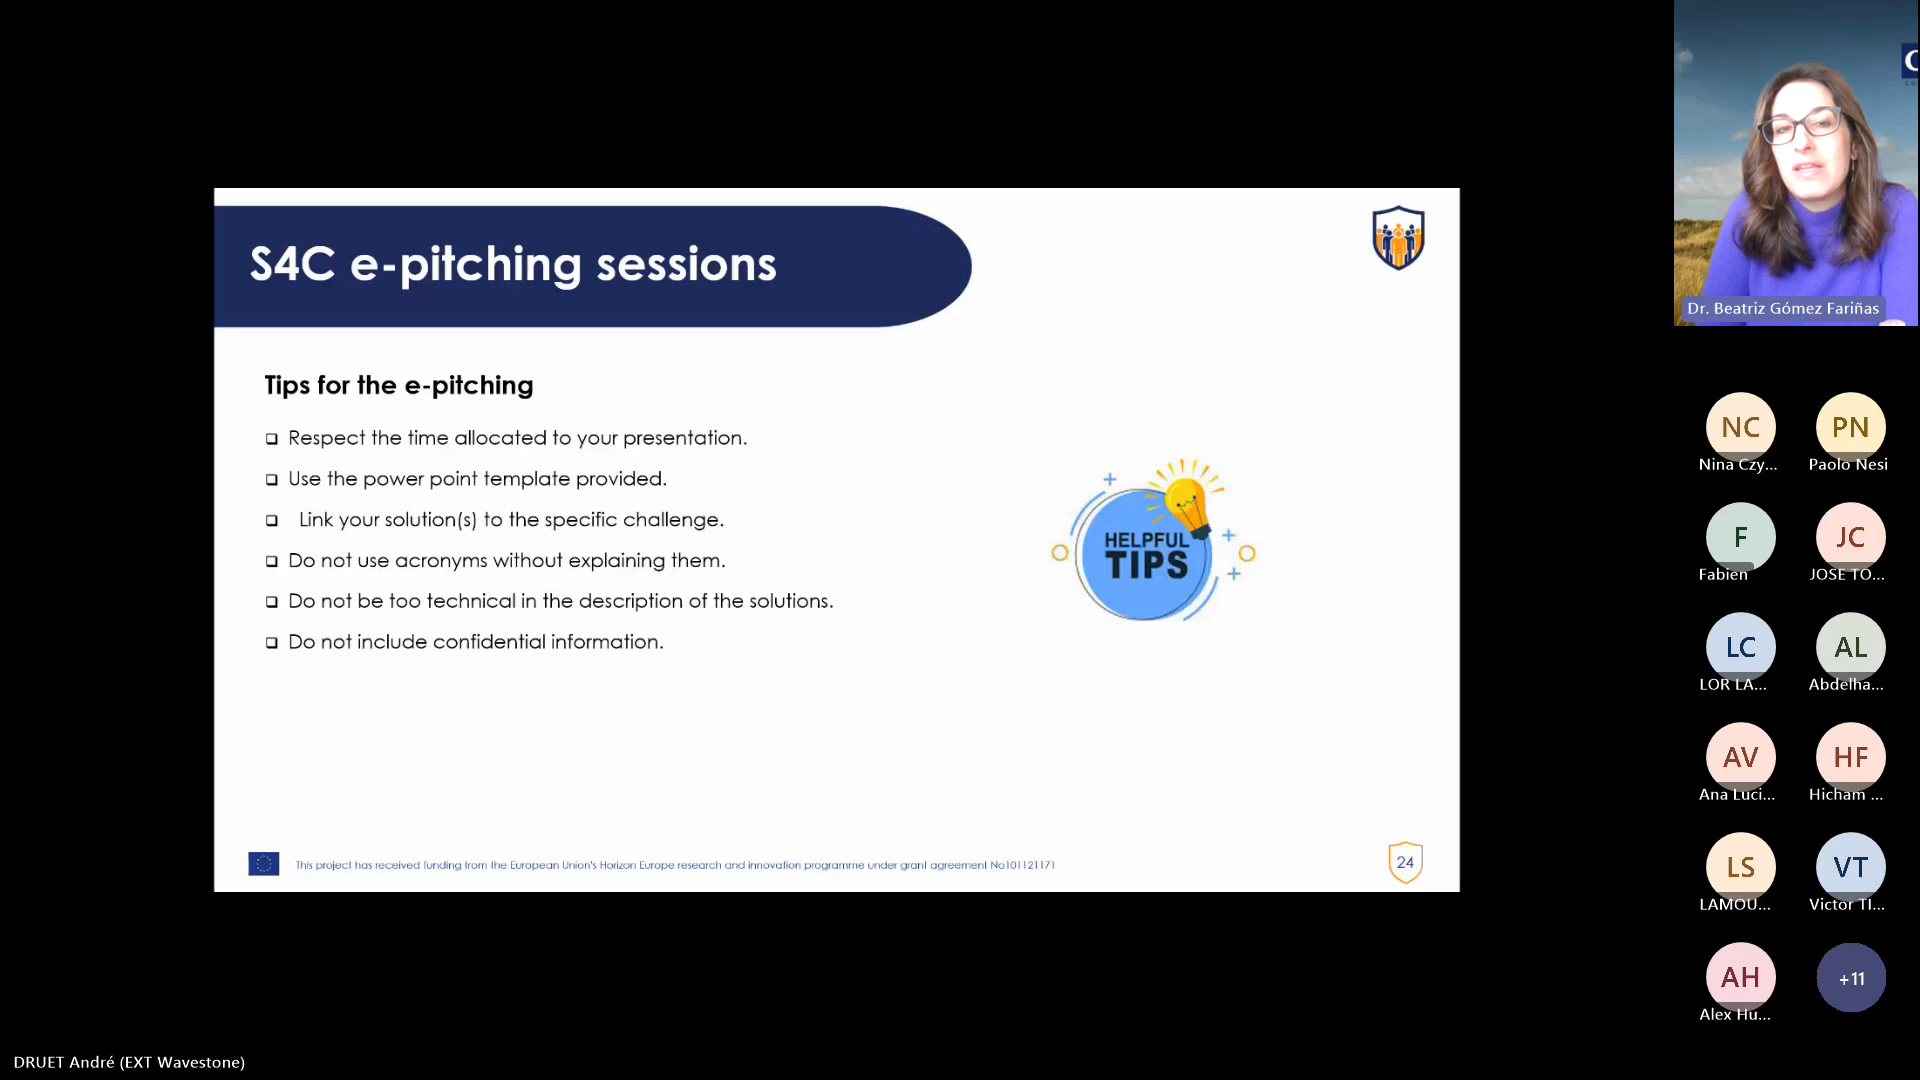 S4C e-pitching sessions
Tips for the e-pitching
Respect the time allocated to your presentation.
Use the power point template provided.
Link your solution(s) to the specific challenge.
Do not use acronyms without explaining them.
Do not be too technical in the description of the solutions.
Do not include confidential information.
HELPFUL
TIPS
This project has received funding from the European Union's Horizon Europe research and innovation programme under grant agreement No101121171
24
Dr. Beatriz Gómez Fariñas
NC
Nina Czy...
PN
Paolo Nesi
F
Fabien
JC
JOSE TO...
LC
LOR LA...
AL
Abdelha...
AV
Ana Luci...
HF
Hicham ...
LS
LAMOU...
VT
Victor TI...
AH
Alex Hu...
+11
DRUET André (EXT Wavestone)